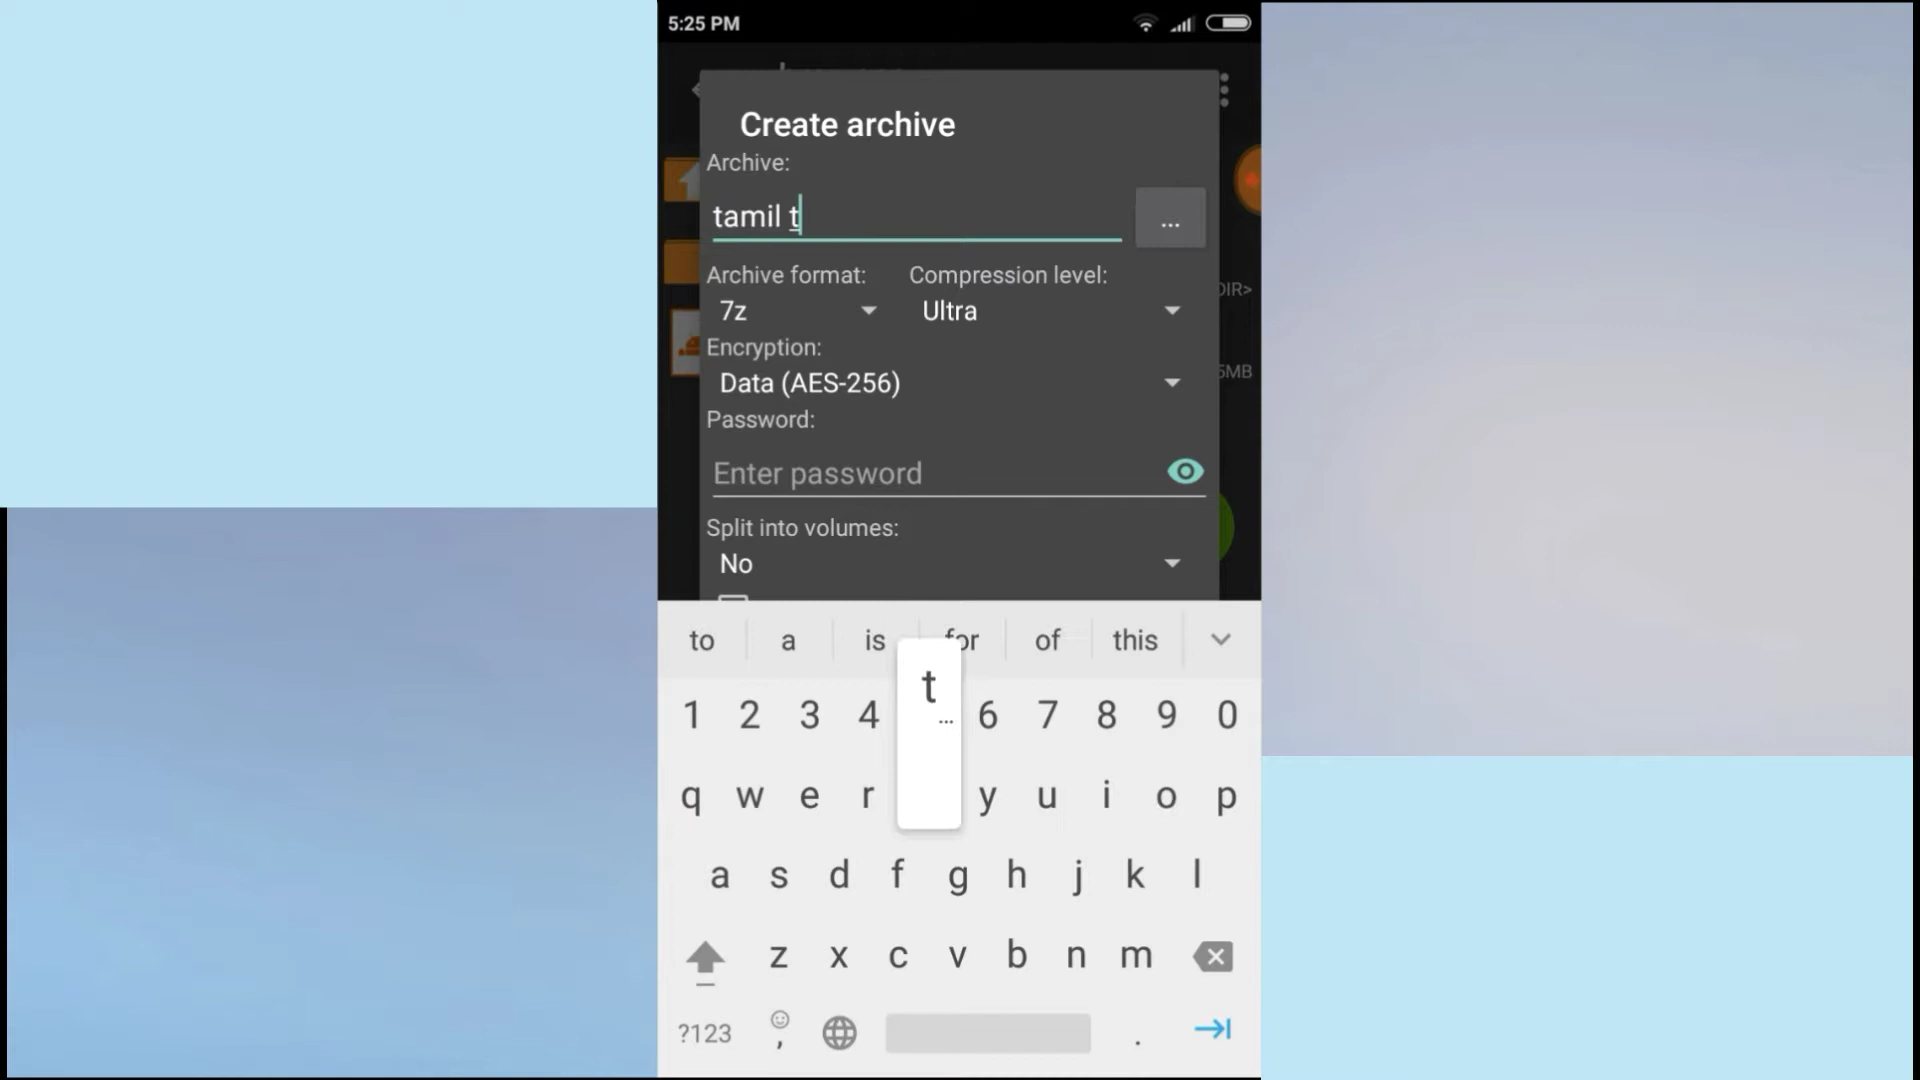 5:25 PM
Create archive
Archive:
tamil t
...
Archive format: Compression level:
7z Ultra
DIR>
Encryption:
Data (AES-256)
5MB
Password:
Enter password
Split into volumes:
No
to a is for of this
t
...
1 2 3 4 6 7 8 9 0
q w e r y u i o p
a s d f g h j k l
z x c v b n m
?123 , .